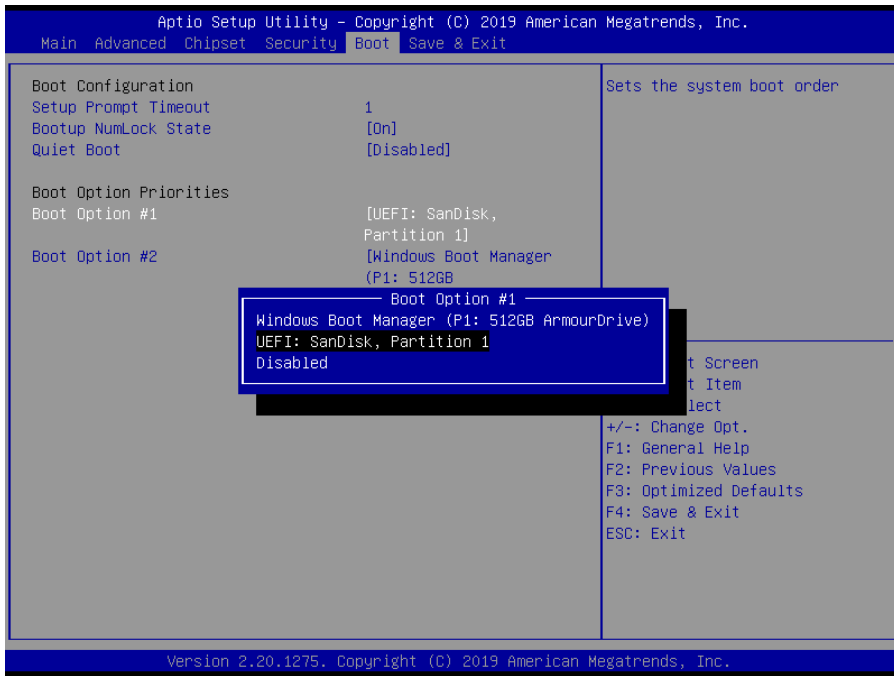 Aptio Setup Utility – Copyright (C) 2019 American Megatrends, Inc.
Main Advanced Chipset Security Boot Save & Exit
Boot Configuration
Setup Prompt Timeout 1
Bootup NumLock State [On]
Quiet Boot [Disabled]
Boot Option Priorities
Boot Option #1 [UEFI: SanDisk,
Partition 1]
Boot Option #2 [Windows Boot Manager
(P1: 512GB
Boot Option #1
Windows Boot Manager (P1: 512GB ArmourDrive)
UEFI: SanDisk, Partition 1
Disabled
Sets the system boot order
t Screen
t Item
lect
+/-: Change Opt.
F1: General Help
F2: Previous Values
F3: Optimized Defaults
F4: Save & Exit
ESC: Exit
Version 2.20.1275. Copyright (C) 2019 American Megatrends, Inc.